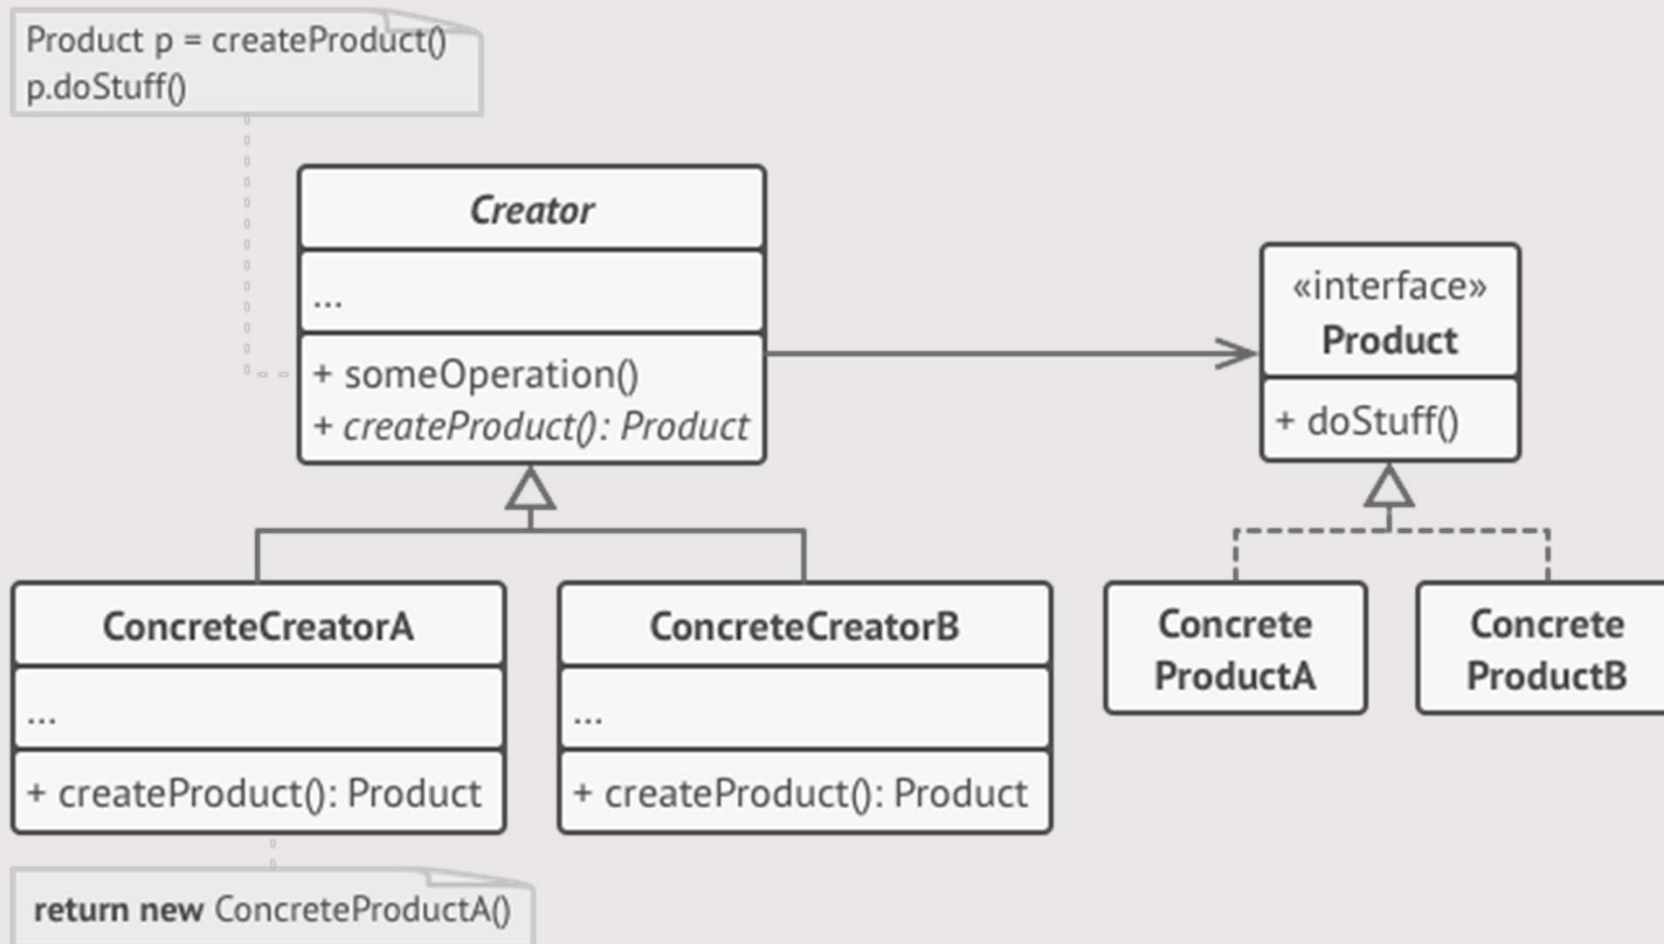 Product p = createProduct()
p.doStuff()
Creator
...
+ someOperation()
+ createProduct(): Product
«interface»
Product
+ doStuff()
ConcreteCreatorA
...
+ createProduct(): Product
ConcreteCreatorB
...
+ createProduct(): Product
Concrete
ProductA
Concrete
ProductB
return new ConcreteProductA()